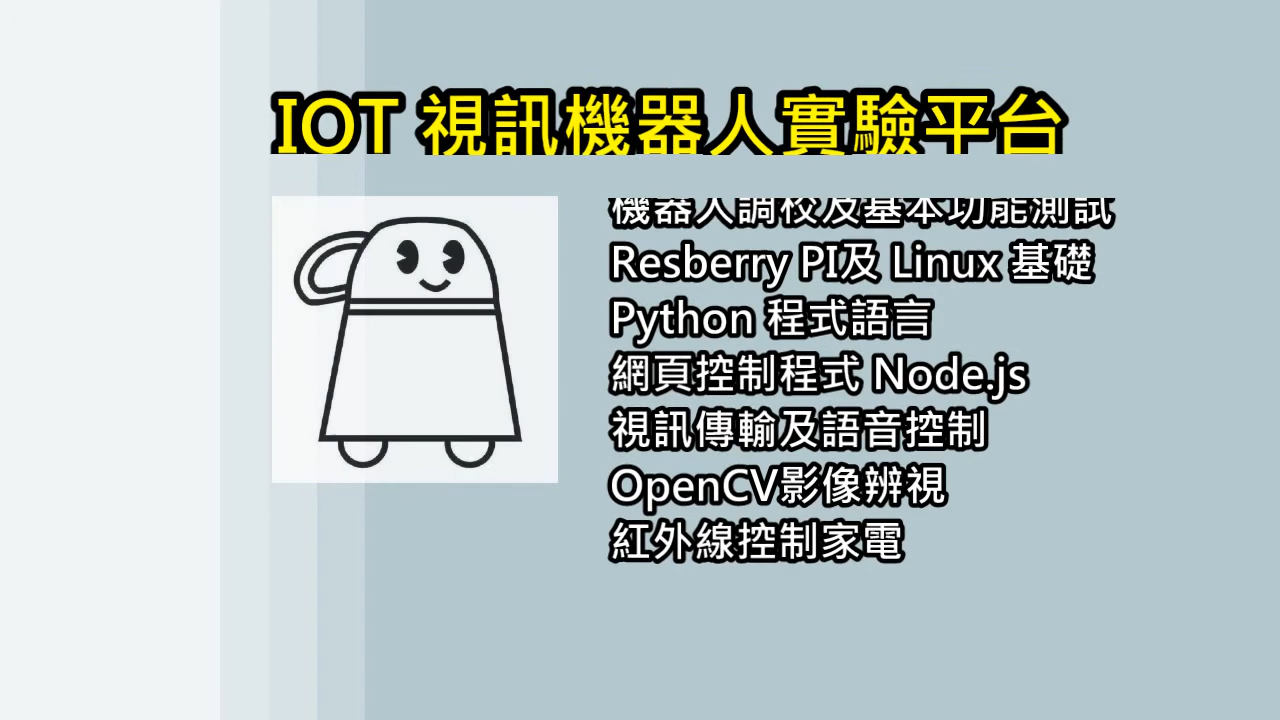 IOT 視訊機器人實驗平台
機器人調校及基本功能測試
Resberry PI及 Linux 基礎
Python 程式語言
網頁控制程式 Node.js
視訊傳輸及語音控制
OpenCV影像辨視
紅外線控制家電